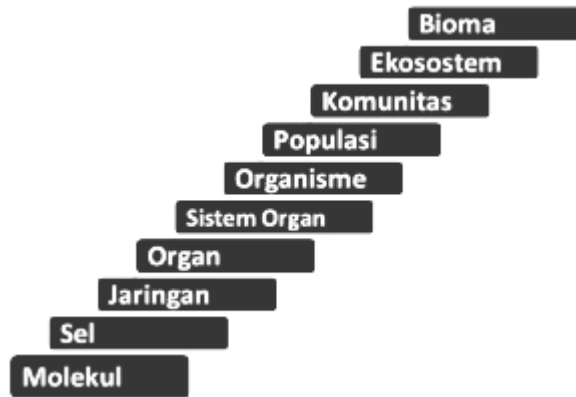 Bioma
Ekosostem
Komunitas
Populasi
Organisme
Sistem Organ
Organ
Jaringan
Sel
Molekul